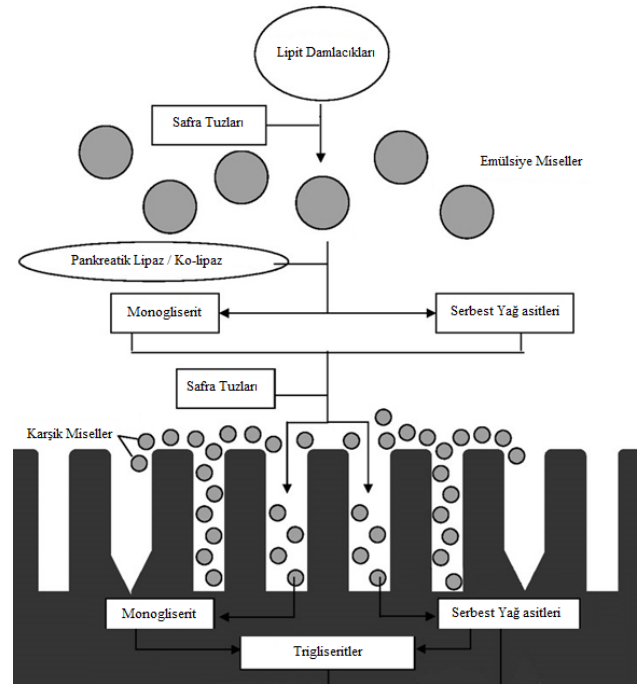 Lipit Damlacıkları
Safra Tuzları
Emülsiye Miseller
Pankreatik Lipaz / Ko-lipaz
Monogliserit
Serbest Yağ asitleri
Safra Tuzları
Karşik Miseller
Monogliserit
Serbest Yağ asitleri
Trigliseritler